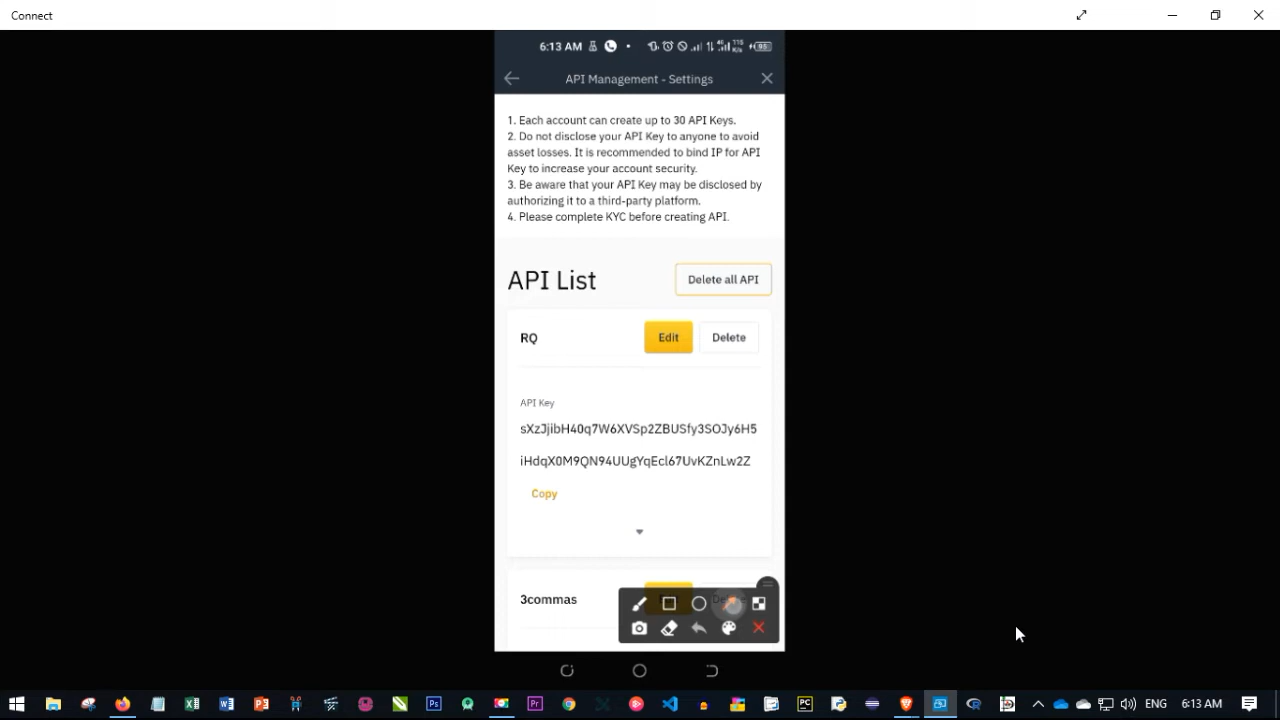 Connect
6:13 AM
API Management - Settings
1. Each account can create up to 30 API Keys.
2. Do not disclose your API Key to anyone to avoid
asset losses. It is recommended to bind IP for API
Key to increase your account security.
3. Be aware that your API Key may be disclosed by
authorizing it to a third-party platform.
4. Please complete KYC before creating API.
API List
Delete all API
RQ
Edit
Delete
API Key
sXzJjibH40q7W6XVSp2ZBUSfy3SOJy6H5
iHdqX0M9QN94UUgYqEcl67UvKZnLw2Z
Copy
3commas
ENG
6:13 AM